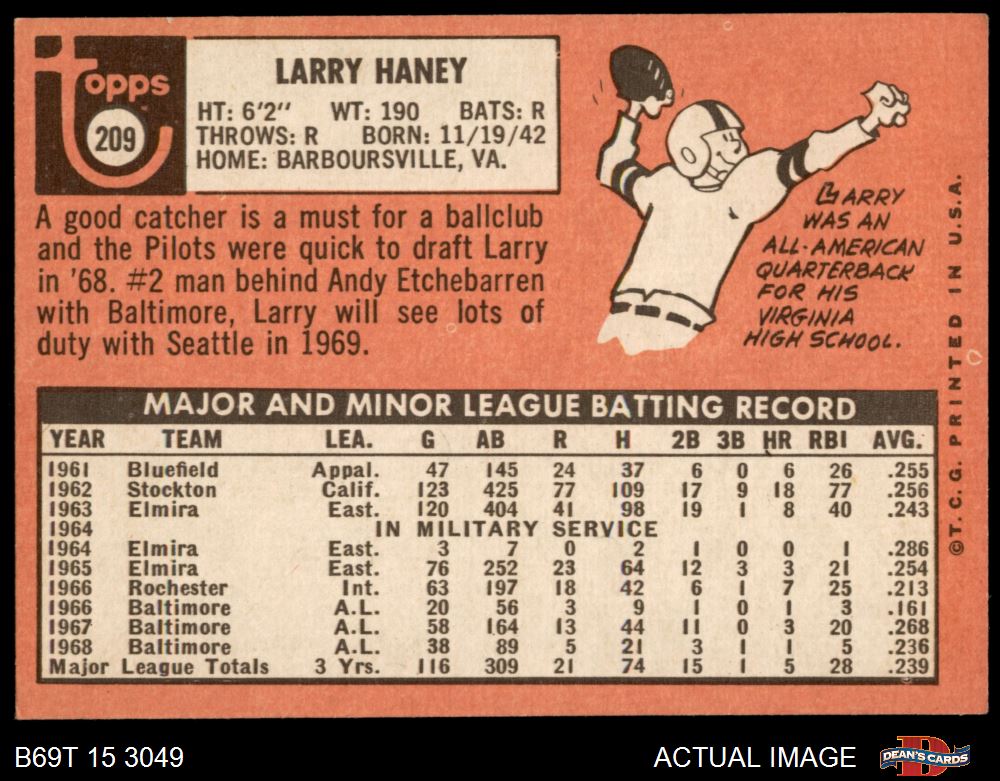 topps
209
LARRY HANEY
HT: 6'2" WT: 190 BATS: R
THROWS: R BORN: 11/19/42
HOME: BARBOURSVILLE, VA.
A good catcher is a must for a ballclub
and the Pilots were quick to draft Larry
in '68. #2 man behind Andy Etchebarren
with Baltimore, Larry will see lots of
duty with Seattle in 1969.
LARRY
WAS AN
ALL-AMERICAN
QUARTERBACK
FOR HIS
VIRGINIA
HIGH SCHOOL.
MAJOR AND MINOR LEAGUE BATTING RECORD
YEAR TEAM LEA. G AB R H 2B 3B HR RBI AVG.
1961 Bluefield Appal. 47 145 24 37 6 0 6 26 .255
1962 Stockton Calif. 123 425 77 109 17 9 18 77 .256
1963 Elmira East. 120 404 41 98 19 1 8 40 .243
1964 IN MILITARY SERVICE
1964 Elmira East. 3 7 0 2 1 0 0 1 .286
1965 Elmira East. 76 252 23 64 12 3 3 21 .254
1966 Rochester Int. 63 197 18 42 6 1 7 25 .213
1966 Baltimore A.L. 20 56 3 9 1 0 1 3 .161
1967 Baltimore A.L. 58 164 13 44 11 0 3 20 .268
1968 Baltimore A.L. 38 89 5 21 3 1 1 5 .236
Major League Totals 3 Yrs. 116 309 21 74 15 1 5 28 .239
©T.C.G. PRINTED IN U.S.A.
B69T 15 3049 ACTUAL IMAGE DEAN'S CARDS